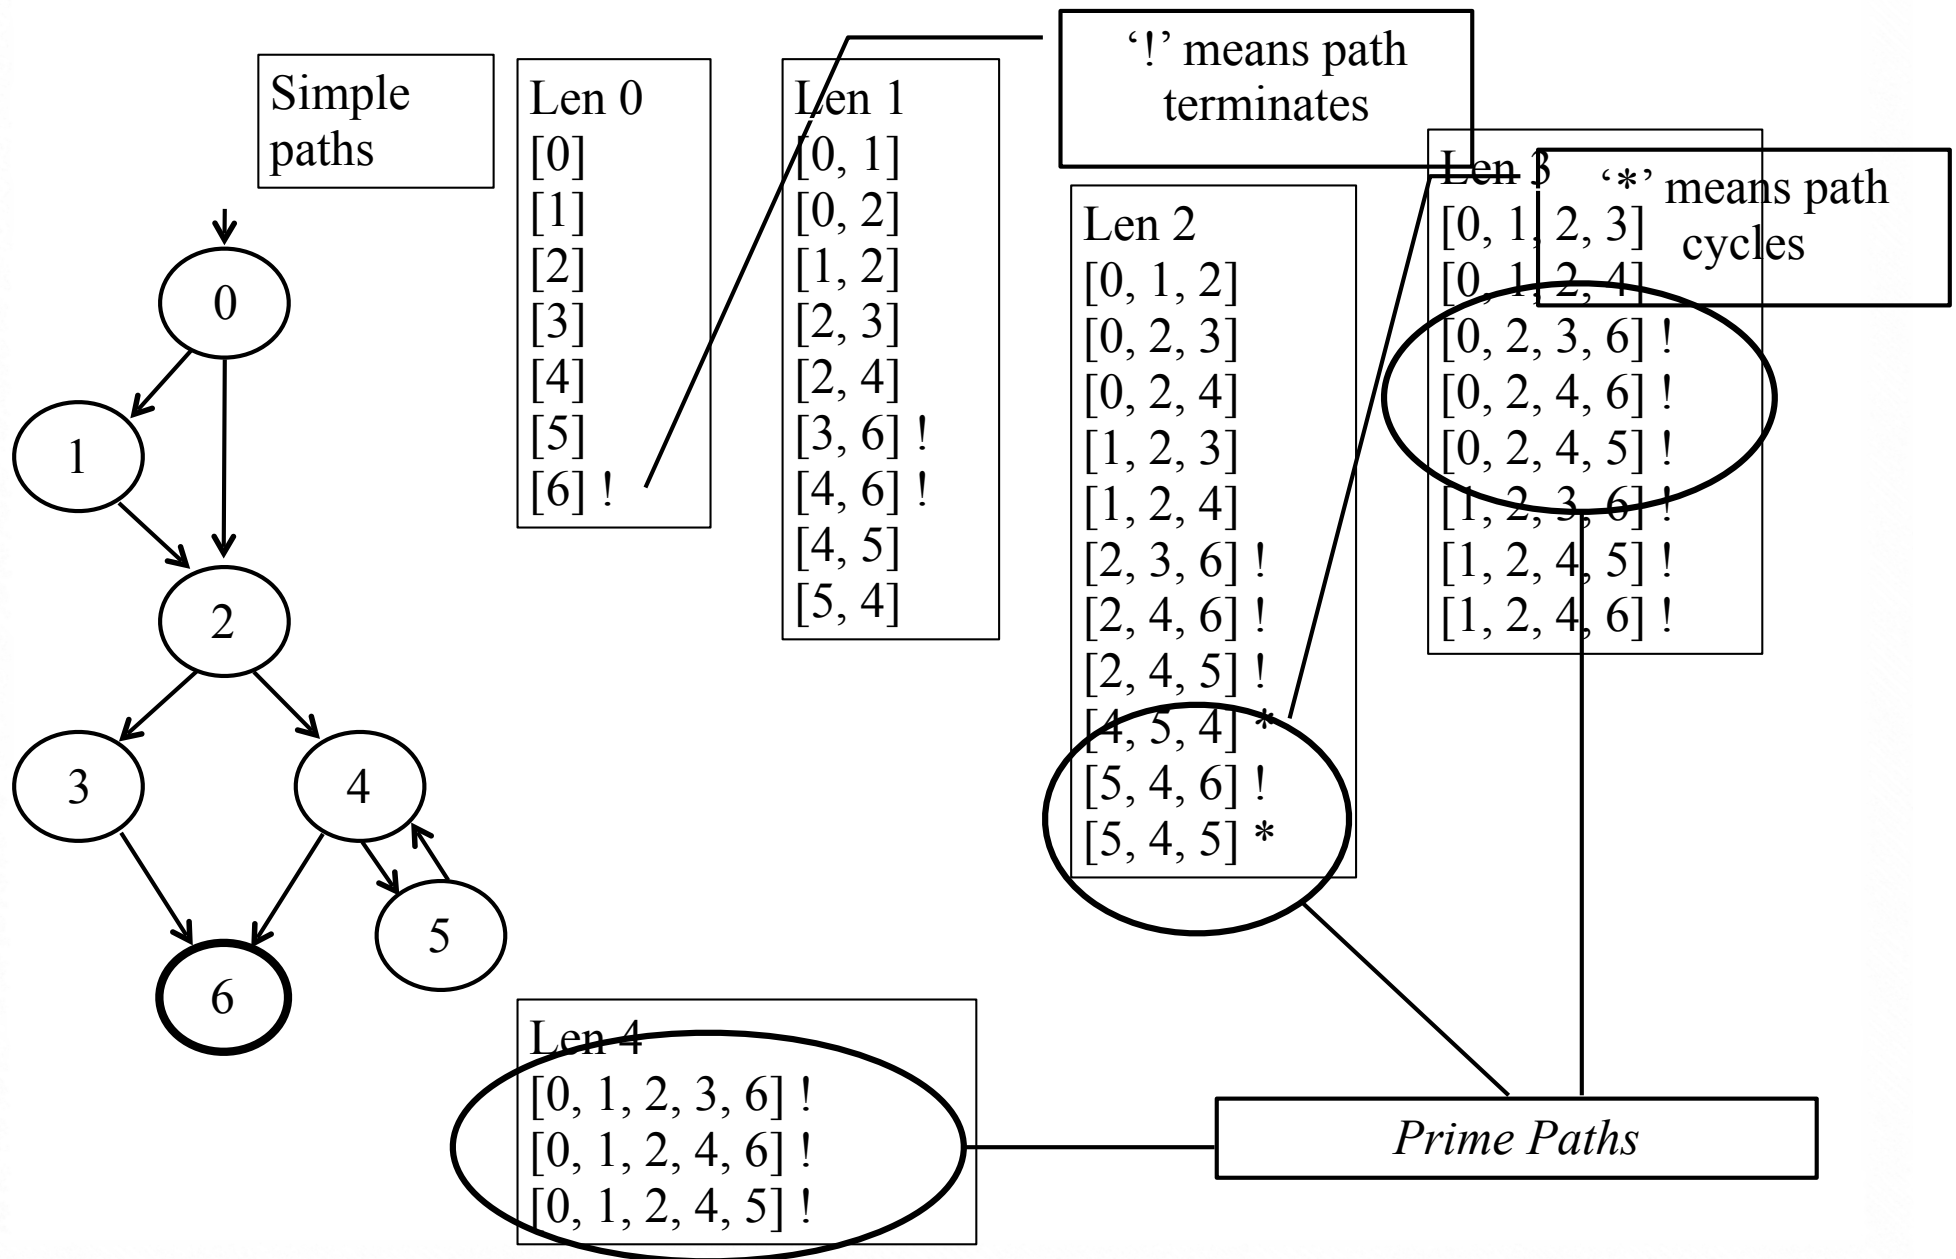 Simple
paths
Len 0
[0]
[1]
[2]
[3]
[4]
[5]
[6] !
Len 1
[0, 1]
[0, 2]
[1, 2]
[2, 3]
[2, 4]
[3, 6] !
[4, 6] !
[4, 5]
[5, 4]
‘!’ means path
terminates
Len 2
[0, 1, 2]
[0, 2, 3]
[0, 2, 4]
[1, 2, 3]
[1, 2, 4]
[2, 3, 6] !
[2, 4, 6] !
[2, 4, 5] !
[4, 5, 4] *
[5, 4, 6] !
[5, 4, 5] *
Len 3
[0, 1, 2, 3]
[0, 1, 2, 4]
[0, 2, 3, 6] !
[0, 2, 4, 6] !
[0, 2, 4, 5] !
[1, 2, 3, 6] !
[1, 2, 4, 5] !
[1, 2, 4, 6] !
‘*’ means path
cycles
0
1
2
3
4
5
6
Len 4
[0, 1, 2, 3, 6] !
[0, 1, 2, 4, 6] !
[0, 1, 2, 4, 5] !
Prime Paths